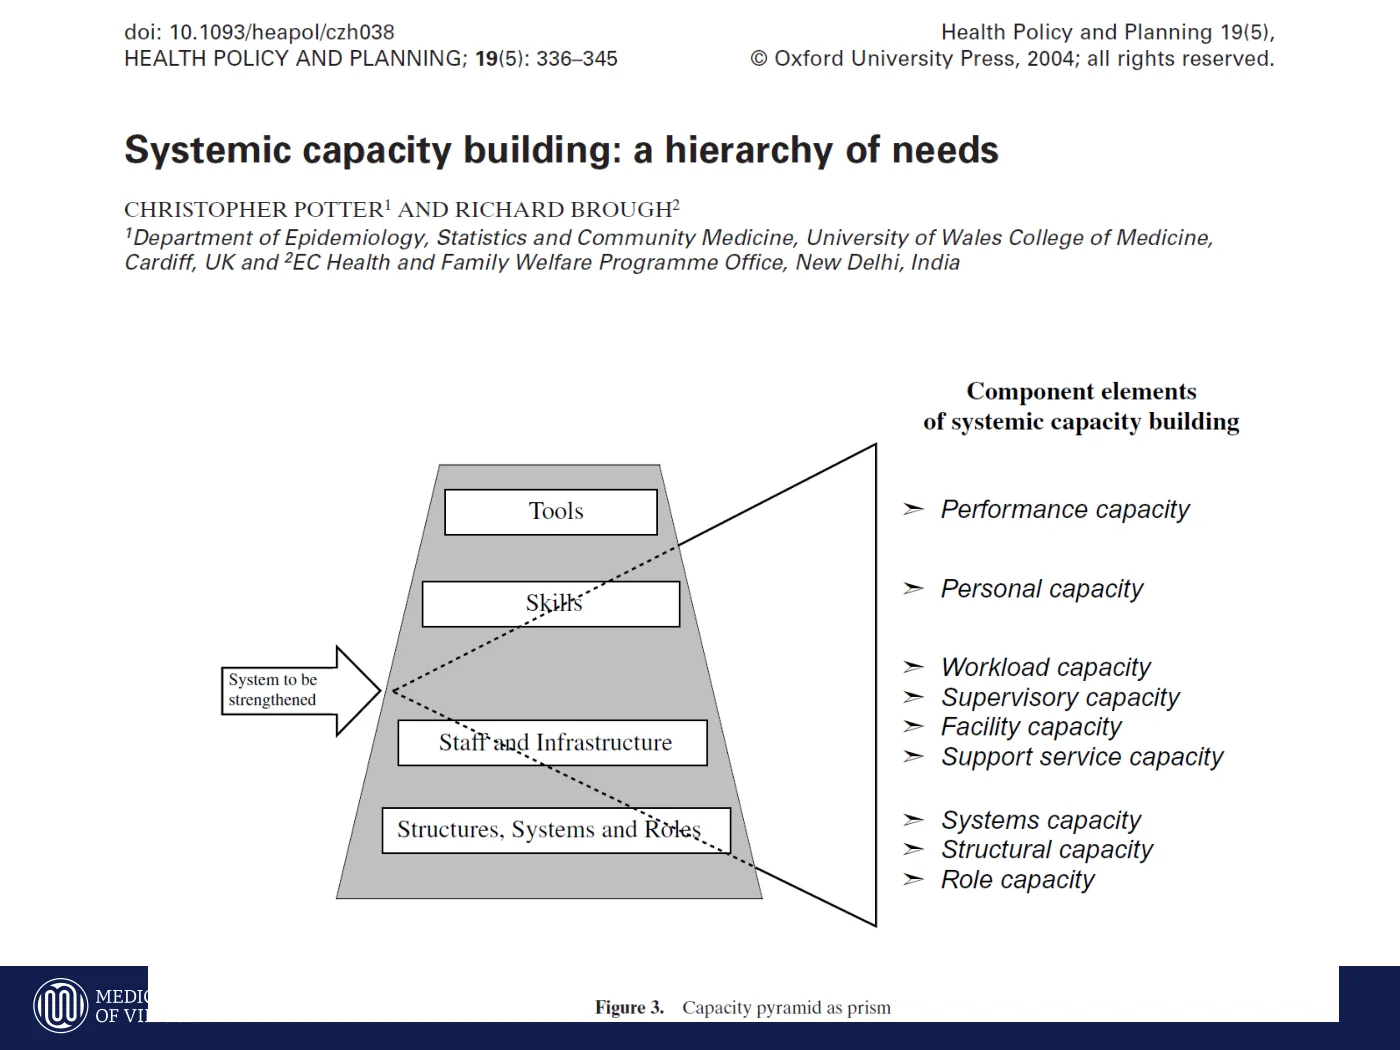 doi: 10.1093/heapol/czh038
HEALTH POLICY AND PLANNING; 19(5): 336–345
Health Policy and Planning 19(5),
© Oxford University Press, 2004; all rights reserved.
Systemic capacity building: a hierarchy of needs
CHRISTOPHER POTTER¹ AND RICHARD BROUGH²
¹Department of Epidemiology, Statistics and Community Medicine, University of Wales College of Medicine,
Cardiff, UK and ²EC Health and Family Welfare Programme Office, New Delhi, India
Component elements
of systemic capacity building
Tools
Skills
System to be
strengthened
Staff and Infrastructure
Structures, Systems and Roles
➢ Performance capacity
➢ Personal capacity
➢ Workload capacity
➢ Supervisory capacity
➢ Facility capacity
➢ Support service capacity
➢ Systems capacity
➢ Structural capacity
➢ Role capacity
Figure 3. Capacity pyramid as prism
OF